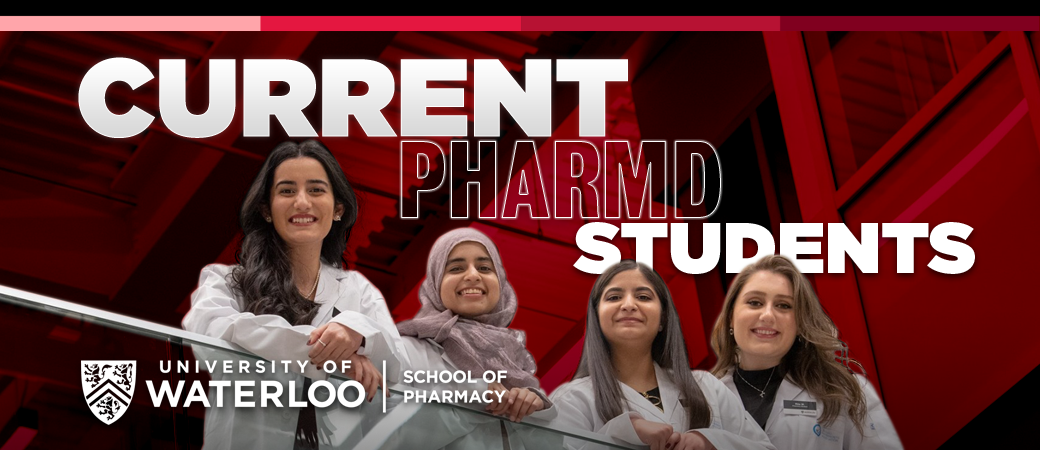 CURRENT
PHARMD
STUDENTS
UNIVERSITY OF
WATERLOO
SCHOOL OF
PHARMACY